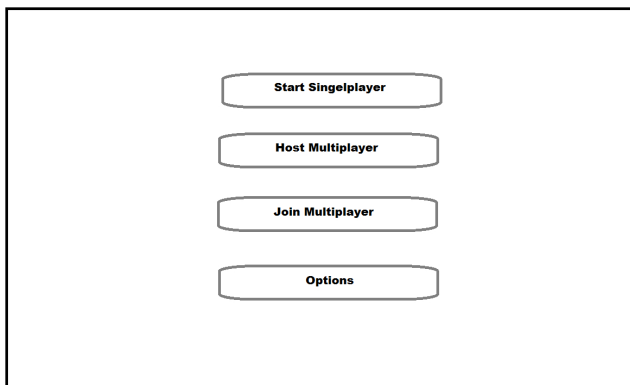 Start Singelplayer
Host Multiplayer
Join Multiplayer
Options